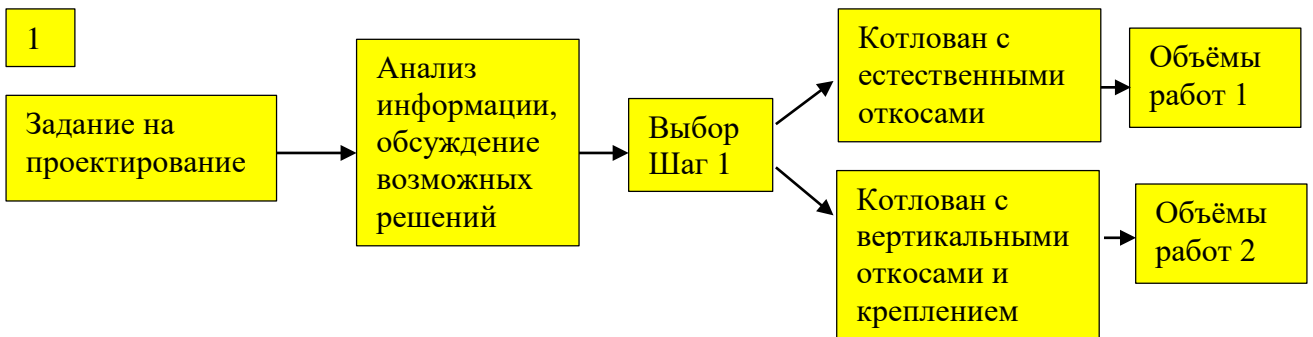 1
Задание на
проектирование
Анализ
информации,
обсуждение
возможных
решений
Выбор
Шаг 1
Котлован с
естественными
откосами
Объёмы
работ 1
Котлован с
вертикальными
откосами и
креплением
Объёмы
работ 2